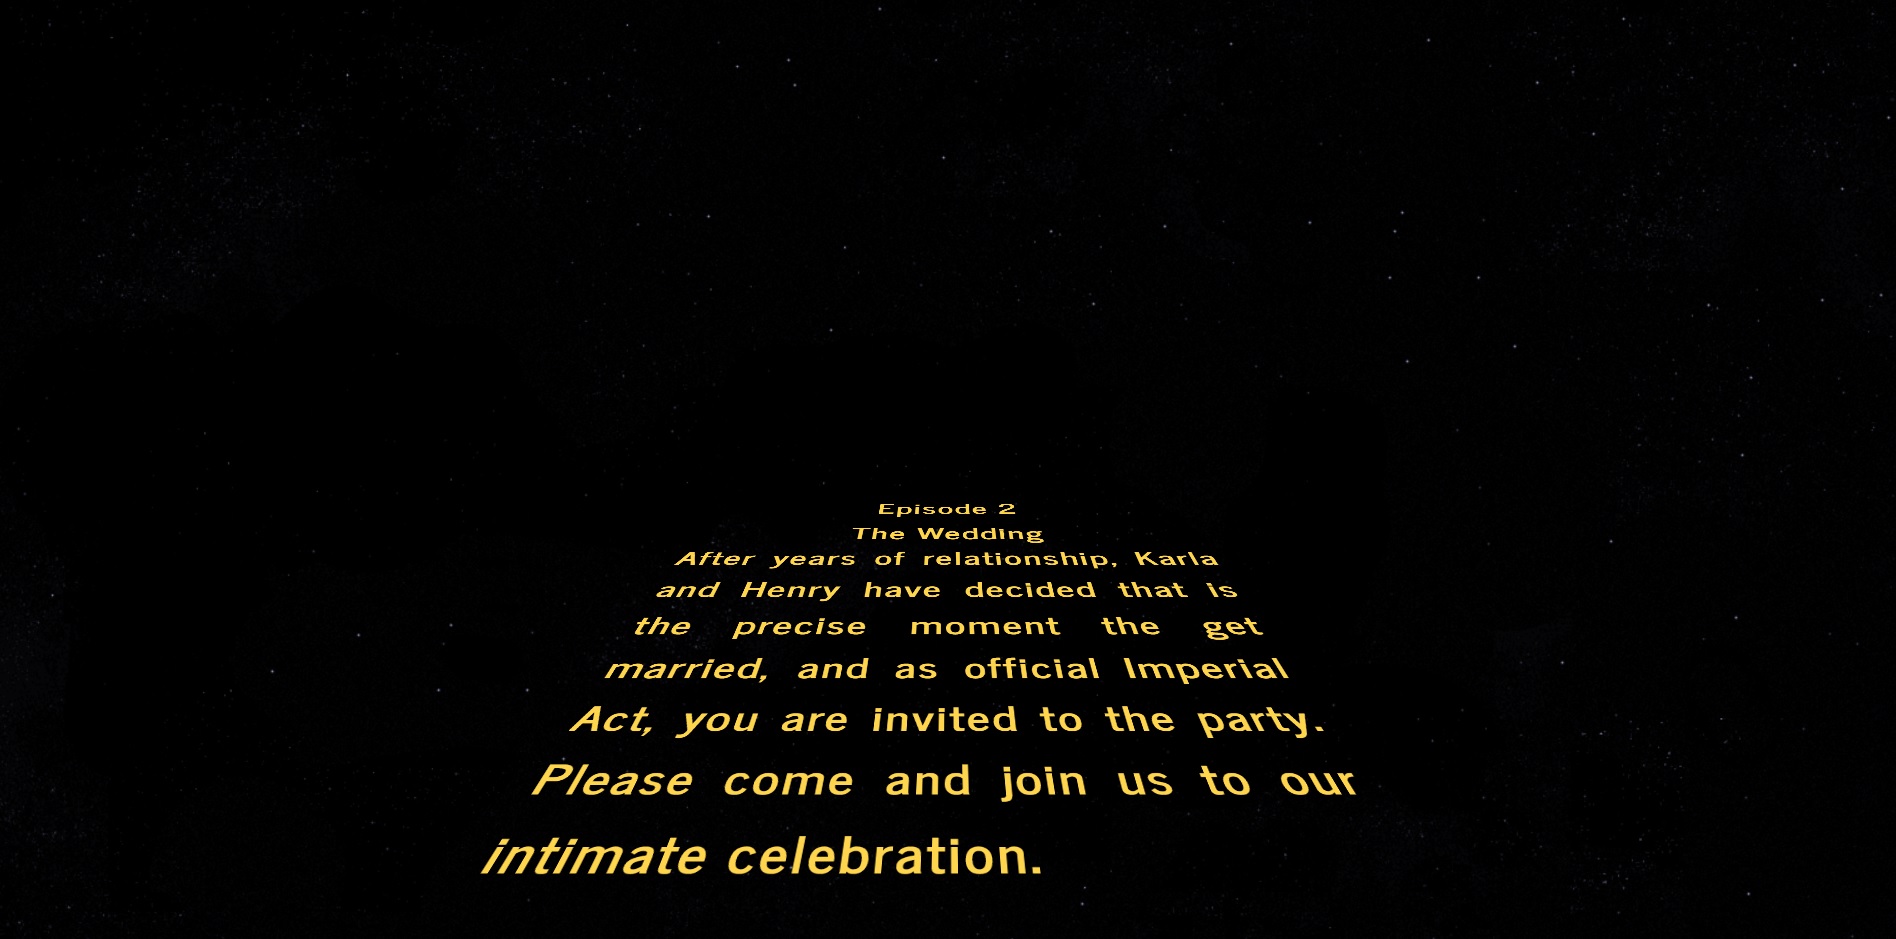 Episode 2
The Wedding
After years of relationship, Karla
and Henry have decided that is
the precise moment the get
married, and as official Imperial
Act, you are invited to the party.
Please come and join us to our
intimate celebration.